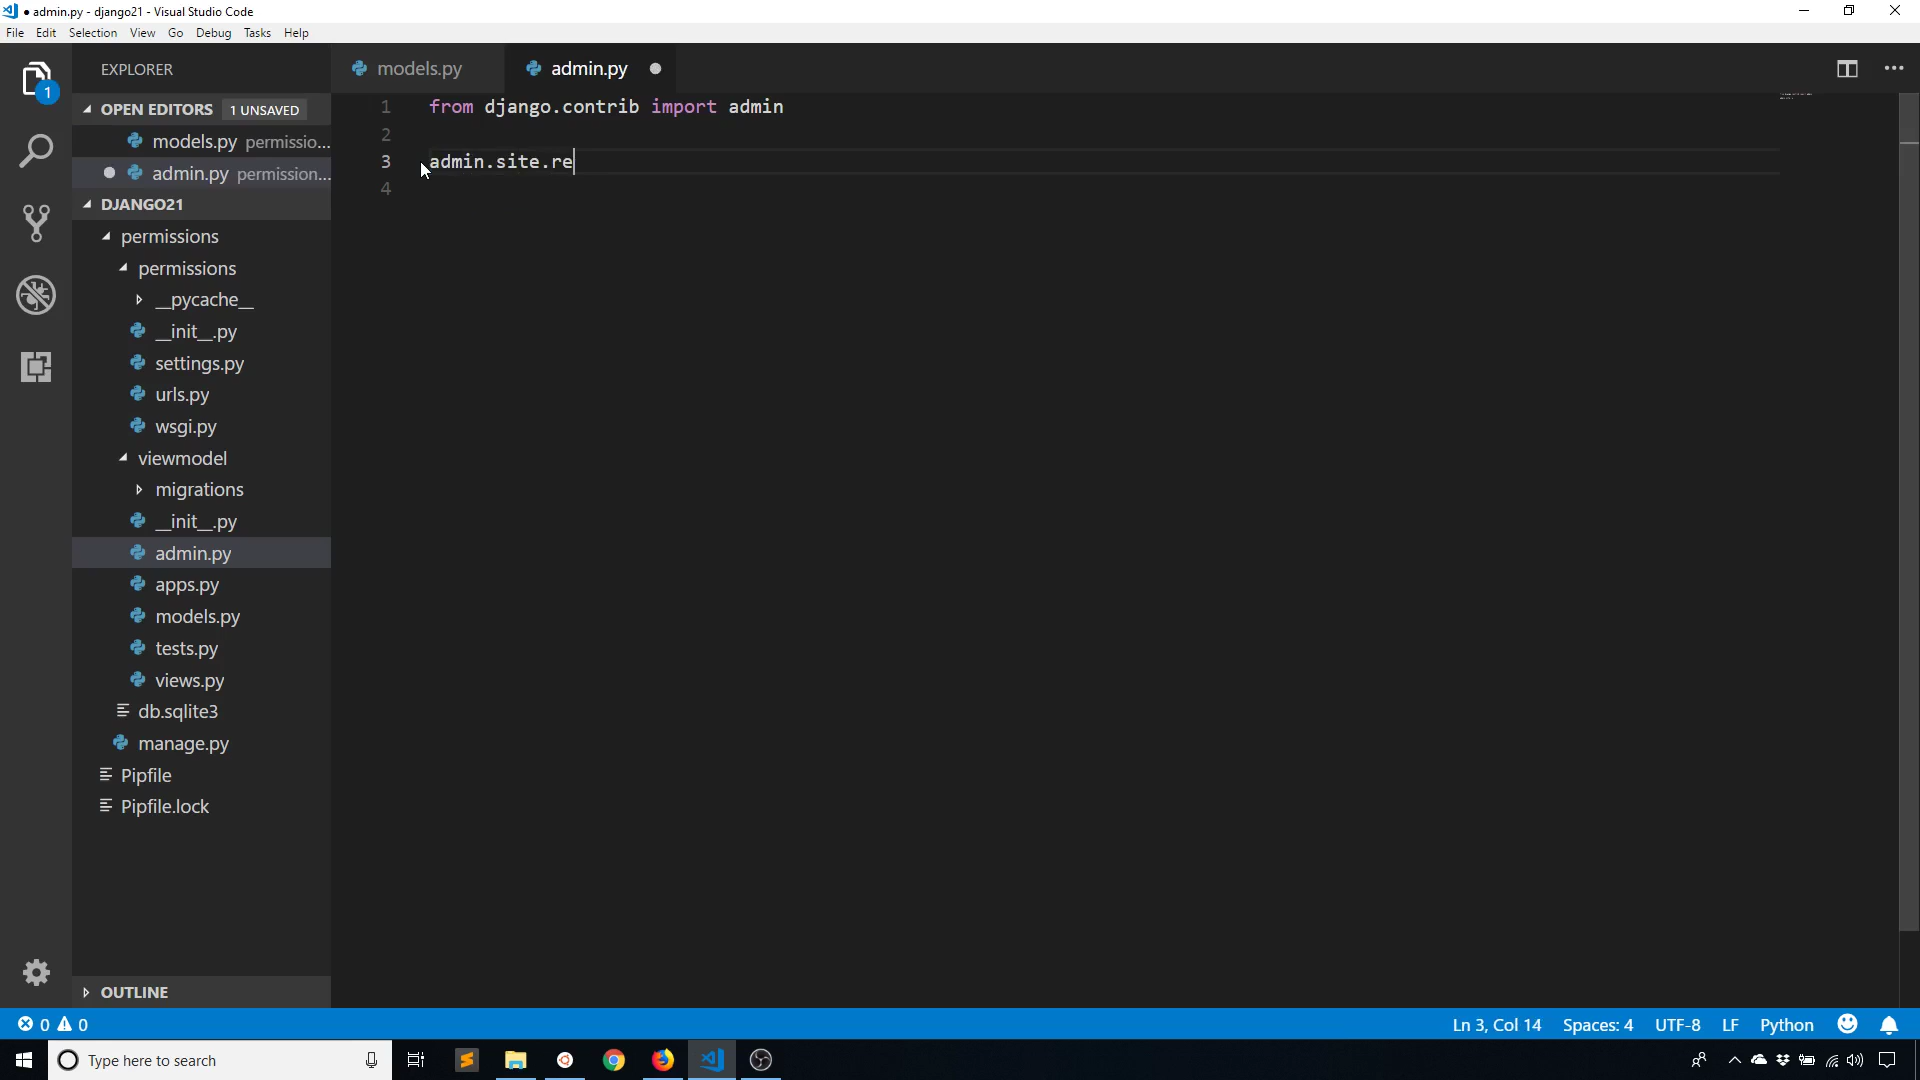 admin.py - django21 - Visual Studio Code
File Edit Selection View Go Debug Tasks Help
EXPLORER
models.py admin.py
OPEN EDITORS 1 UNSAVED
models.py permissio...
admin.py permission...
DJANGO21
permissions
permissions
__pycache__
__init__.py
settings.py
urls.py
wsgi.py
viewmodel
migrations
__init__.py
admin.py
apps.py
models.py
tests.py
views.py
db.sqlite3
manage.py
Pipfile
Pipfile.lock
OUTLINE
1
1 from django.contrib import admin
2
3 admin.site.re
4
0 0 Ln 3, Col 14 Spaces: 4 UTF-8 LF Python
Type here to search